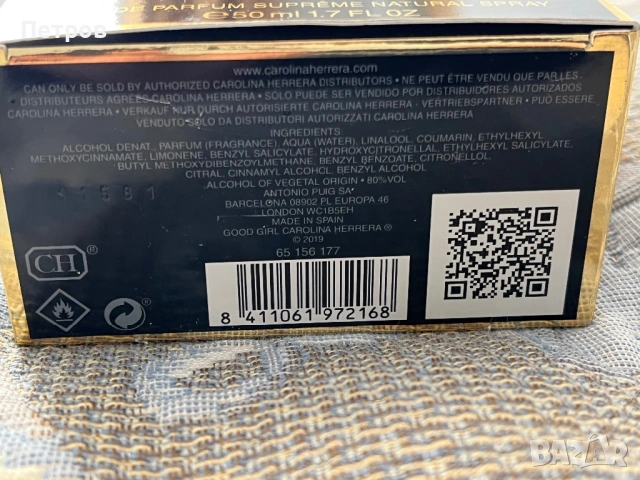 Петров
DE PARFUM SUPRÊME NATURAL SPRAY
℮ 50 ml 1.7 FL OZ
www.carolinaherrera.com
CAN ONLY BE SOLD BY AUTHORIZED CAROLINA HERRERA DISTRIBUTORS • NE PEUT ÊTRE VENDU QUE PAR LES
DISTRIBUTEURS AGRÉÉS CAROLINA HERRERA • SOLO PUEDE SER VENDIDO POR DISTRIBUIDORES AUTORIZADOS
CAROLINA HERRERA • VERKAUF NUR DURCH AUTORISIERTE CAROLINA HERRERA - VERTRIEBSPARTNER • PUÒ ESSERE
VENDUTO SOLO DA DISTRIBUTORI AUTORIZZATI CAROLINA HERRERA
INGREDIENTS
ALCOHOL DENAT., PARFUM (FRAGRANCE), AQUA (WATER), LINALOOL, COUMARIN, ETHYLHEXYL
METHOXYCINNAMATE, LIMONENE, BENZYL SALICYLATE, HYDROXYCITRONELLAL, ETHYLHEXYL SALICYLATE,
BUTYL METHOXYDIBENZOYLMETHANE, BENZYL BENZOATE, CITRONELLOL,
CITRAL, CINNAMYL ALCOHOL, BENZYL ALCOHOL
ALCOHOL OF VEGETAL ORIGIN • 80%VOL
ANTONIO PUIG SA
BARCELONA 08902 PL EUROPA 46
LONDON WC1B5EH
MADE IN SPAIN
GOOD GIRL CAROLINA HERRERA ®
© 2019
65 156 177
CH ®
8 411061 972168
BAZAR